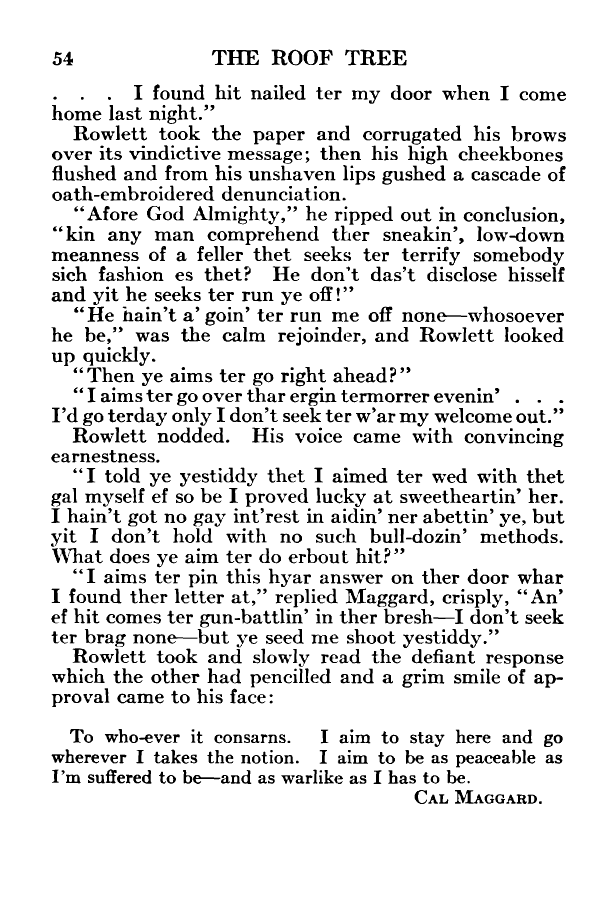 54 THE ROOF TREE
. . . I found hit nailed ter my door when I come
home last night.”
Rowlett took the paper and corrugated his brows
over its vindictive message; then his high cheekbones
flushed and from his unshaven lips gushed a cascade of
oath-embroidered denunciation.
“Afore God Almighty,” he ripped out in conclusion,
“kin any man comprehend ther sneakin’, low-down
meanness of a feller thet seeks ter terrify somebody
sich fashion es thet? He don’t das’t disclose hisself
and yit he seeks ter run ye off!”
“He hain’t a’ goin’ ter run me off none—whosoever
he be,” was the calm rejoinder, and Rowlett looked
up quickly.
“Then ye aims ter go right ahead?”
“I aims ter go over thar ergin termorrer evenin’ . . .
I’d go terday only I don’t seek ter w’ar my welcome out.”
Rowlett nodded. His voice came with convincing
earnestness.
“I told ye yestiddy thet I aimed ter wed with thet
gal myself ef so be I proved lucky at sweetheartin’ her.
I hain’t got no gay int’rest in aidin’ ner abettin’ ye, but
yit I don’t hold with no such bull-dozin’ methods.
What does ye aim ter do erbout hit?”
“I aims ter pin this hyar answer on ther door whar
I found ther letter at,” replied Maggard, crisply, “An’
ef hit comes ter gun-battlin’ in ther bresh—I don’t seek
ter brag none—but ye seed me shoot yestiddy.”
Rowlett took and slowly read the defiant response
which the other had pencilled and a grim smile of ap-
proval came to his face:
To who-ever it consarns. I aim to stay here and go
wherever I takes the notion. I aim to be as peaceable as
I’m suffered to be—and as warlike as I has to be.
CAL MAGGARD.